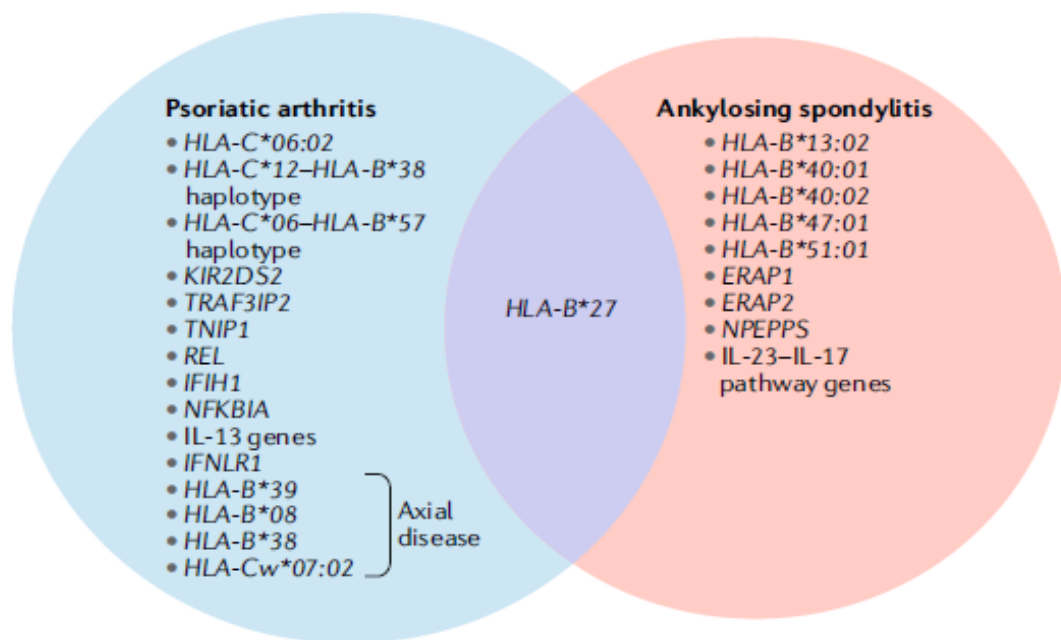 Psoriatic arthritis
• HLA-C*06:02
• HLA-C*12–HLA-B*38
haplotype
• HLA-C*06–HLA-B*57
haplotype
• KIR2DS2
• TRAF3IP2
• TNIP1
• REL
• IFIH1
• NFKBIA
• IL-13 genes
• IFNLR1
• HLA-B*39
• HLA-B*08
• HLA-B*38
• HLA-Cw*07:02
Axial
disease
HLA-B*27
Ankylosing spondylitis
• HLA-B*13:02
• HLA-B*40:01
• HLA-B*40:02
• HLA-B*47:01
• HLA-B*51:01
• ERAP1
• ERAP2
• NPEPPS
• IL-23–IL-17
pathway genes